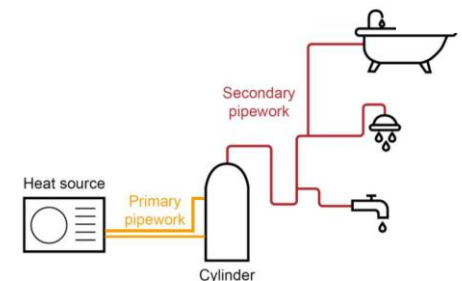 Secondary
pipework
Heat source
Primary
pipework
Cylinder